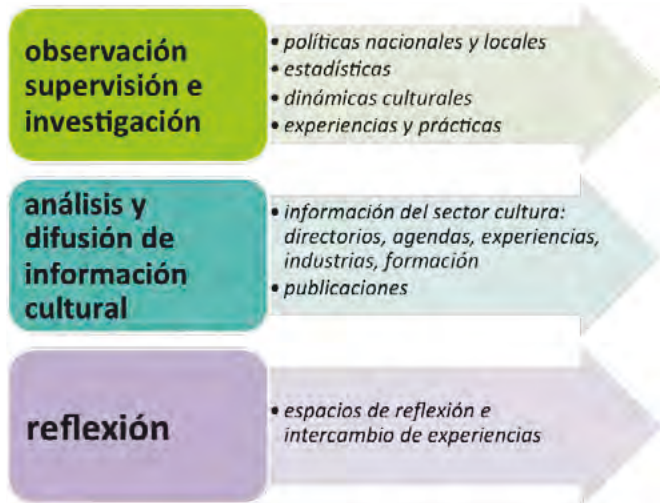 observación
supervisión e
investigación
• políticas nacionales y locales
• estadísticas
• dinámicas culturales
• experiencias y prácticas
análisis y
difusión de
información
cultural
• información del sector cultura:
directorios, agendas, experiencias,
industrias, formación
• publicaciones
reflexión
• espacios de reflexión e
intercambio de experiencias